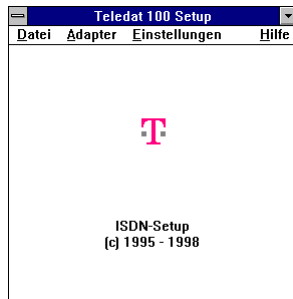 Teledat 100 Setup
Datei Adapter Einstellungen Hilfe
T
ISDN-Setup
(c) 1995 - 1998